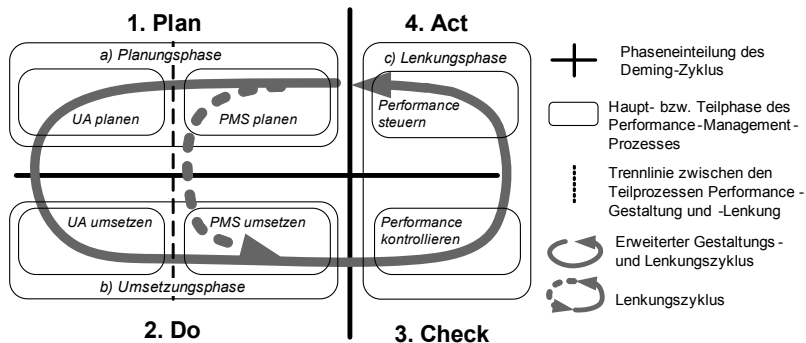 1. Plan
4. Act
a) Planungsphase
c) Lenkungsphase
UA planen
PMS planen
Performance
steuern
UA umsetzen
PMS umsetzen
Performance
kontrollieren
b) Umsetzungsphase
2. Do
3. Check
Phaseneinteilung des
Deming-Zyklus
Haupt- bzw. Teilphase des
Performance-Management-
Prozesses
Trennlinie zwischen den
Teilprozessen Performance-
Gestaltung und -Lenkung
Erweiterter Gestaltungs-
und Lenkungszyklus
Lenkungszyklus